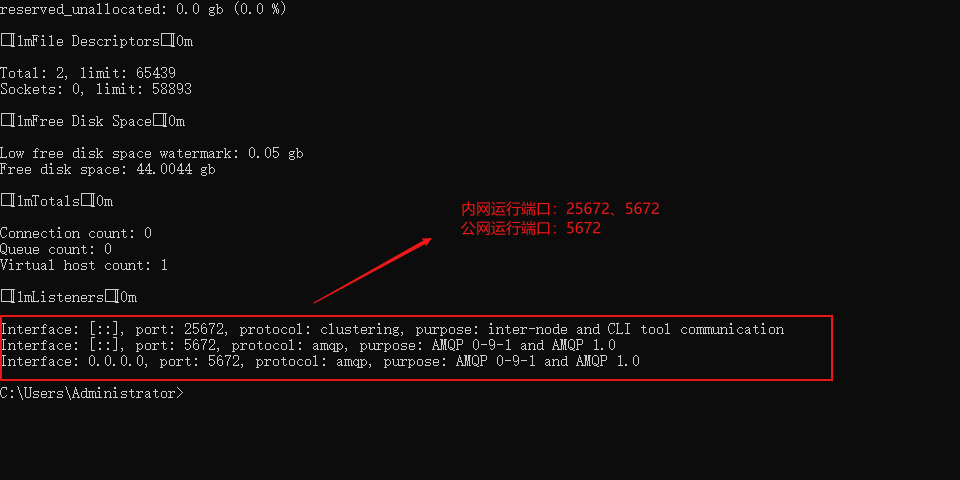 reserved_unallocated: 0.0 gb (0.0 %)
[1mFile Descriptors[0m
Total: 2, limit: 65439
Sockets: 0, limit: 58893
[1mFree Disk Space[0m
Low free disk space watermark: 0.05 gb
Free disk space: 44.0044 gb
[1mTotals[0m
内网运行端口：25672、5672
公网运行端口：5672
Connection count: 0
Queue count: 0
Virtual host count: 1
[1mListeners[0m
Interface: [::], port: 25672, protocol: clustering, purpose: inter-node and CLI tool communication
Interface: [::], port: 5672, protocol: amqp, purpose: AMQP 0-9-1 and AMQP 1.0
Interface: 0.0.0.0, port: 5672, protocol: amqp, purpose: AMQP 0-9-1 and AMQP 1.0
C:\Users\Administrator>